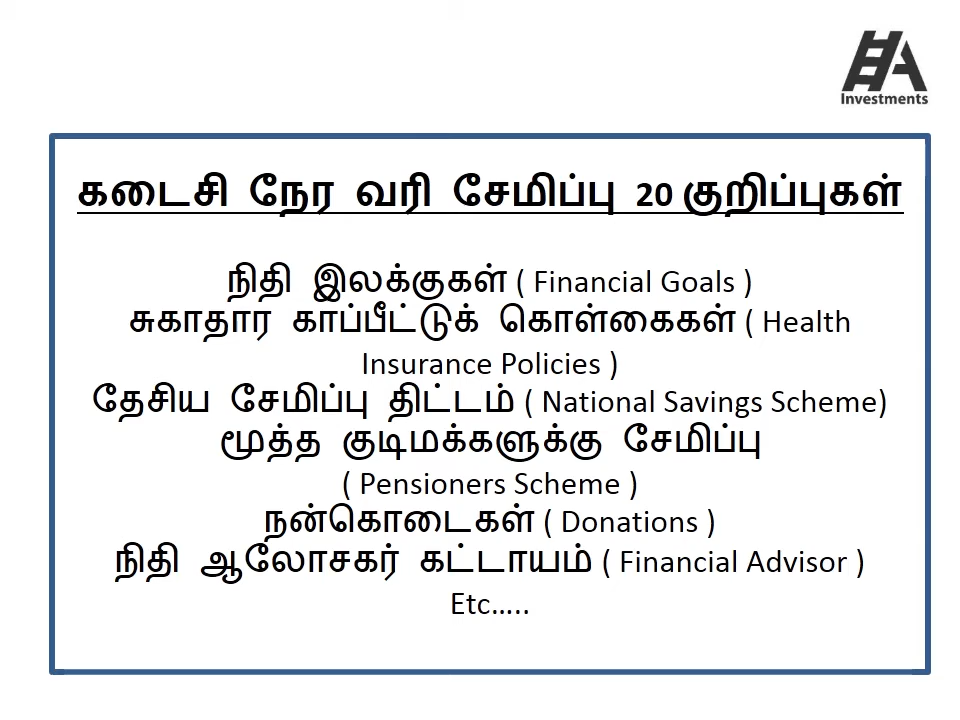 Investments
கடைசி நேர வரி சேமிப்பு 20 குறிப்புகள்
நிதி இலக்குகள் ( Financial Goals )
சுகாதார காப்பீட்டுக் கொள்கைகள் ( Health
Insurance Policies )
தேசிய சேமிப்பு திட்டம் ( National Savings Scheme)
மூத்த குடிமக்களுக்கு சேமிப்பு
( Pensioners Scheme )
நன்கொடைகள் ( Donations )
நிதி ஆலோசகர் கட்டாயம் ( Financial Advisor )
Etc.....